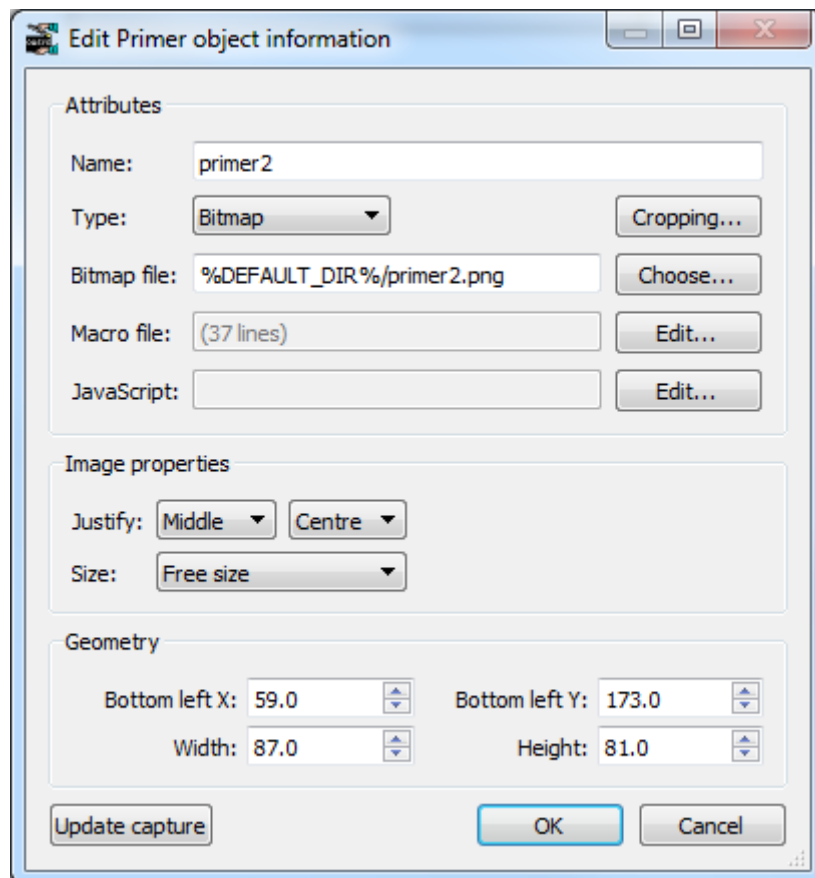 Edit Primer object information
Attributes
Name: primer2
Type: Bitmap Cropping...
Bitmap file: %DEFAULT_DIR%/primer2.png Choose...
Macro file: (37 lines) Edit...
JavaScript: Edit...
Image properties
Justify: Middle Centre
Size: Free size
Geometry
Bottom left X: 59.0 Bottom left Y: 173.0
Width: 87.0 Height: 81.0
Update capture OK Cancel